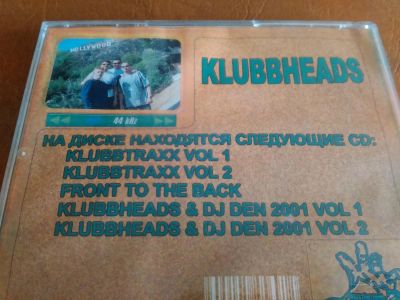 HOLLYWOOD
KLUBBHEADS
44 kHz
НА ДИСКЕ НАХОДЯТСЯ СЛЕДУЮЩИЕ CD:
KLUBBTRAXX VOL 1
KLUBBTRAXX VOL 2
FRONT TO THE BACK
KLUBBHEADS & DJ DEN 2001 VOL 1
KLUBBHEADS & DJ DEN 2001 VOL 2